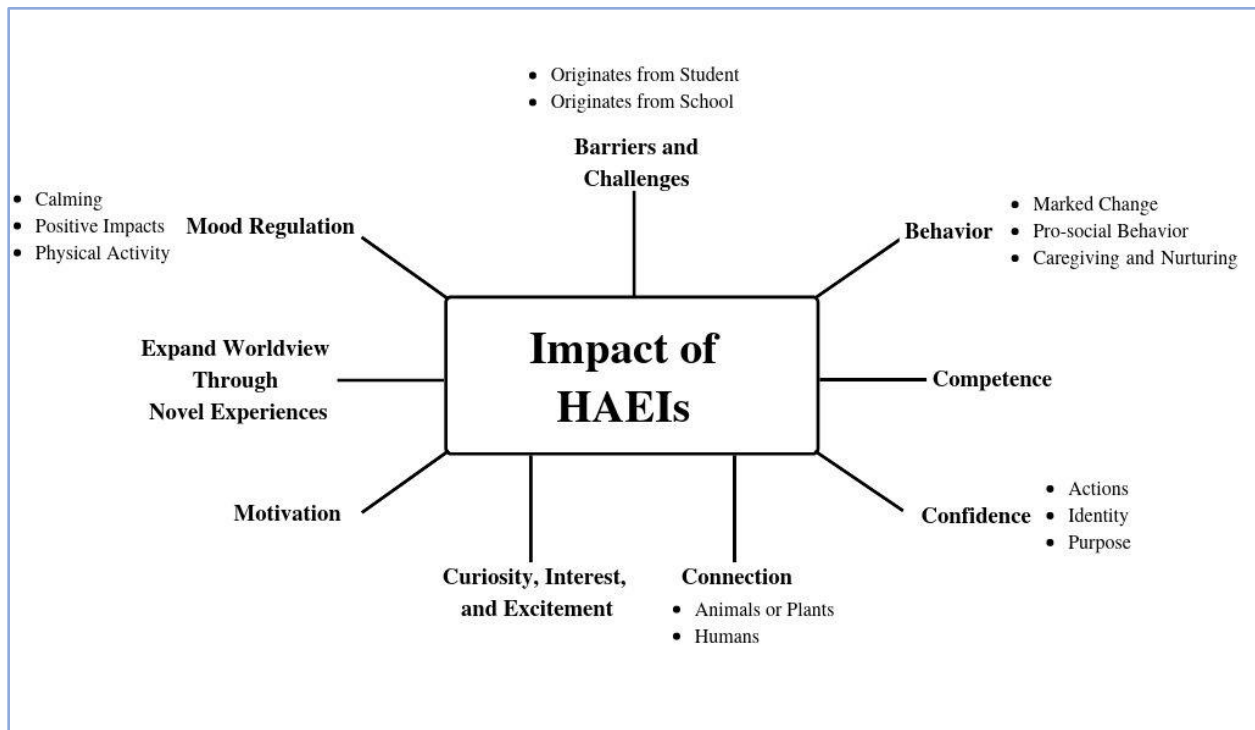 • Originates from Student
• Originates from School
Barriers and
Challenges
• Calming
• Positive Impacts
• Physical Activity
Mood Regulation
Behavior
• Marked Change
• Pro-social Behavior
• Caregiving and Nurturing
Impact of
HAEIs
Expand Worldview
Through
Novel Experiences
Competence
Motivation
Confidence
• Actions
• Identity
• Purpose
Curiosity, Interest,
and Excitement
Connection
• Animals or Plants
• Humans